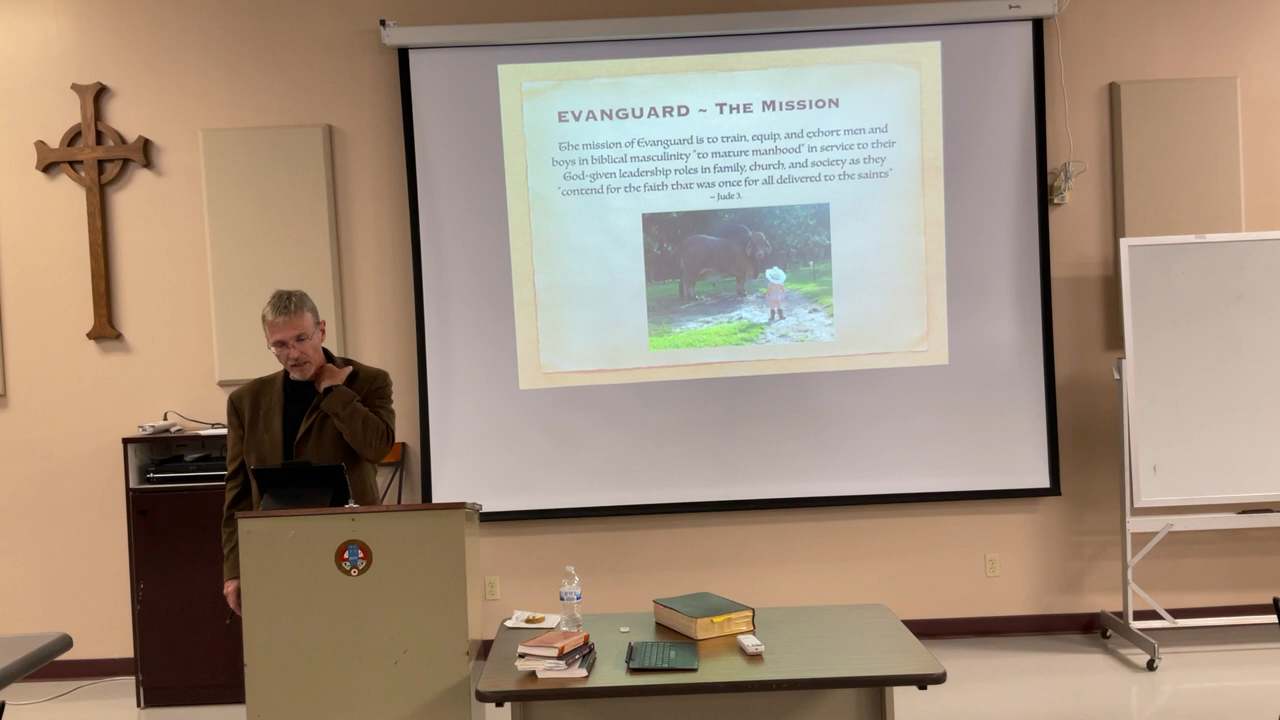 EVANGUARD ~ THE MISSION
The mission of Evanguard is to train, equip, and exhort men and
boys in biblical masculinity "to mature manhood" in service to their
God-given leadership roles in family, church, and society as they
"contend for the faith that was once for all delivered to the saints"
~ Jude 3.